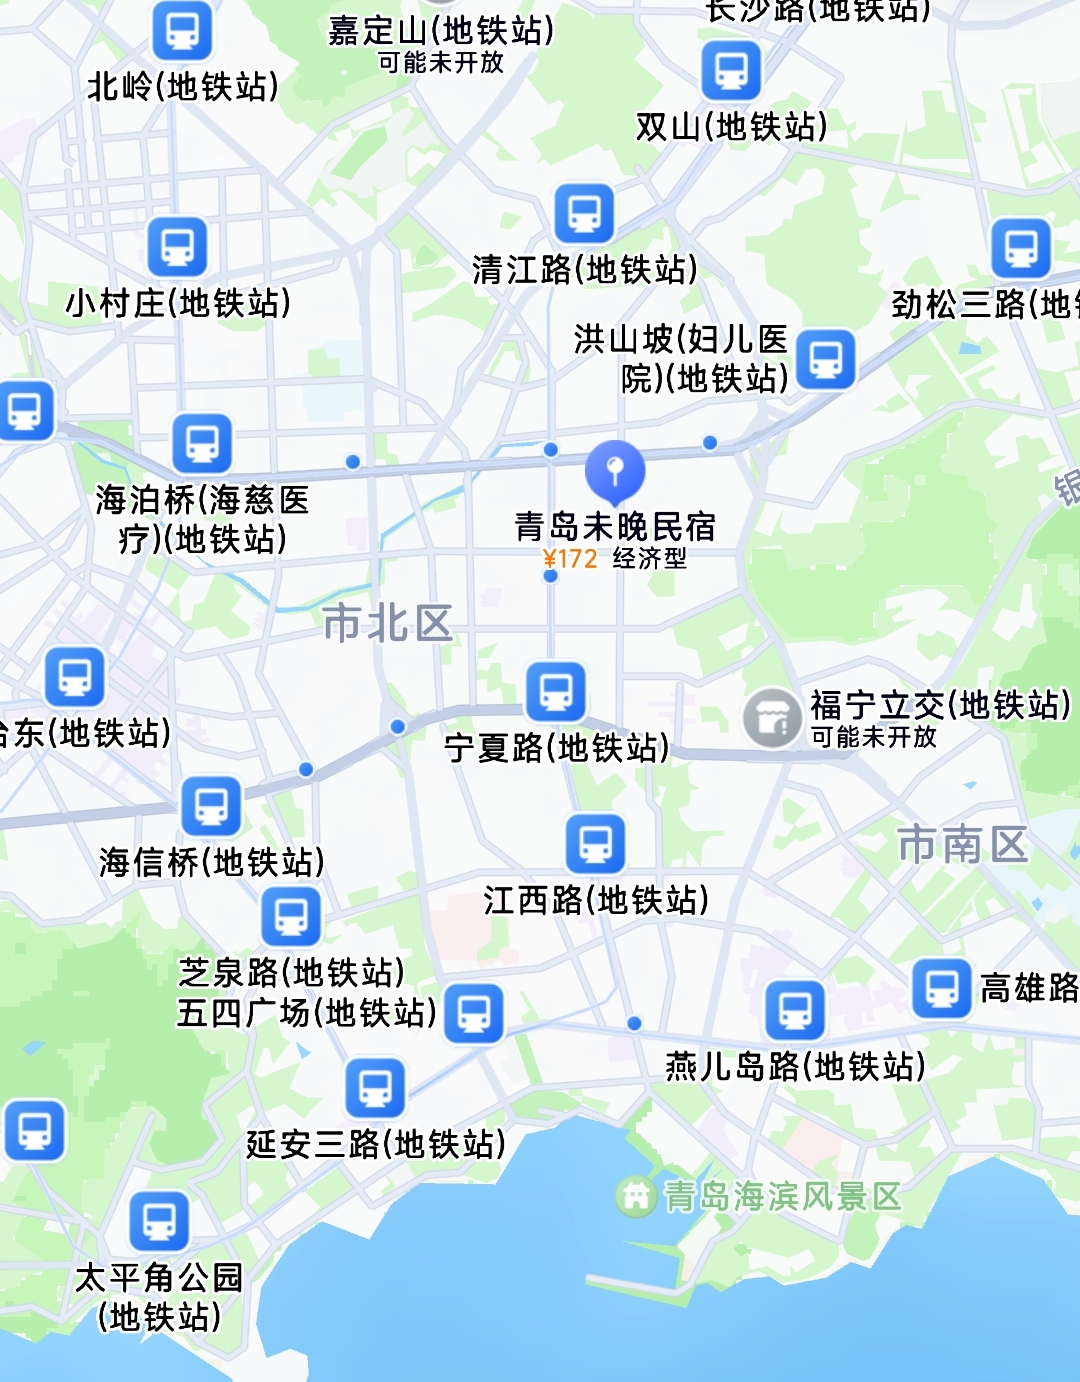 长沙路(地铁站)
嘉定山(地铁站)
可能未开放
北岭(地铁站)
双山(地铁站)
清江路(地铁站)
小村庄(地铁站)
劲松三路(地铁
洪山坡(妇儿医
院)(地铁站)
海泊桥(海慈医
疗)(地铁站)
青岛未晚民宿
¥172 经济型
市北区
台东(地铁站)
宁夏路(地铁站)
福宁立交(地铁站)
可能未开放
海信桥(地铁站)
市南区
江西路(地铁站)
芝泉路(地铁站)
五四广场(地铁站)
高雄路
燕儿岛路(地铁站)
延安三路(地铁站)
青岛海滨风景区
太平角公园
(地铁站)